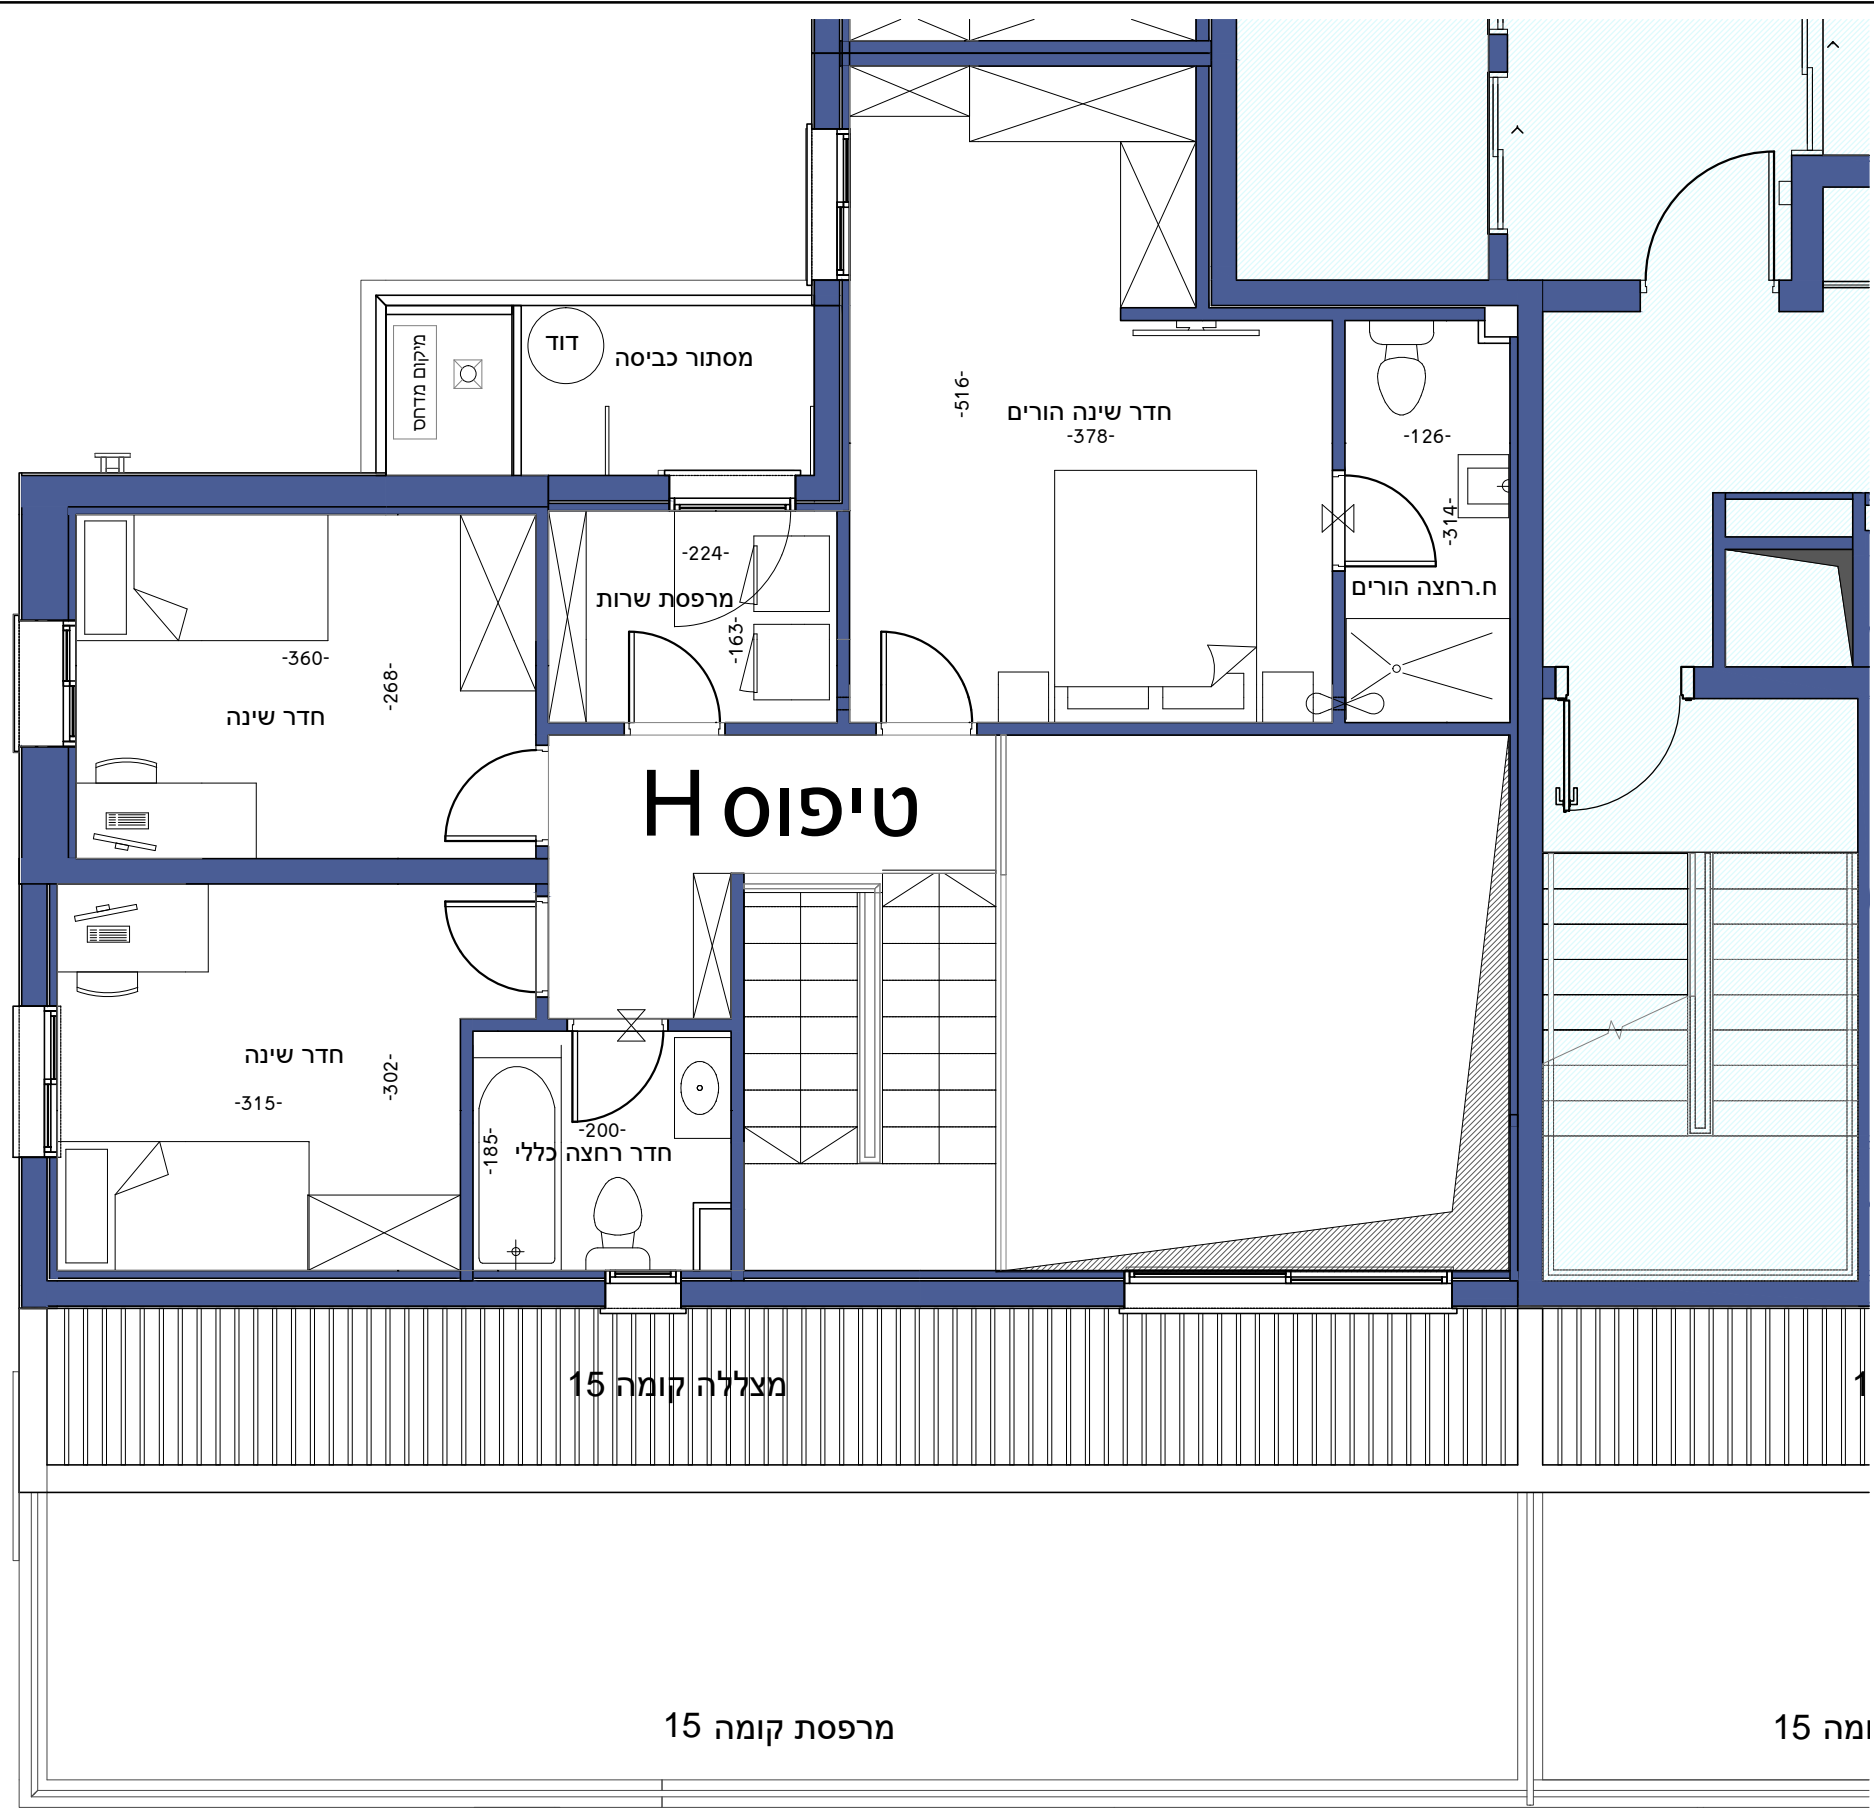 דוד
מסתור כביסה
מיקום מדחס
חדר שינה הורים
-378-
-516-
-126-
-314-
ח.רחצה הורים
-224-
מרפסת שרות
-163-
-360-
-268-
חדר שינה
טיפוס H
חדר שינה
-302-
-315-
-200-
-185-
חדר רחצה כללי
מצללה קומה 15
מרפסת קומה 15
ומה 15